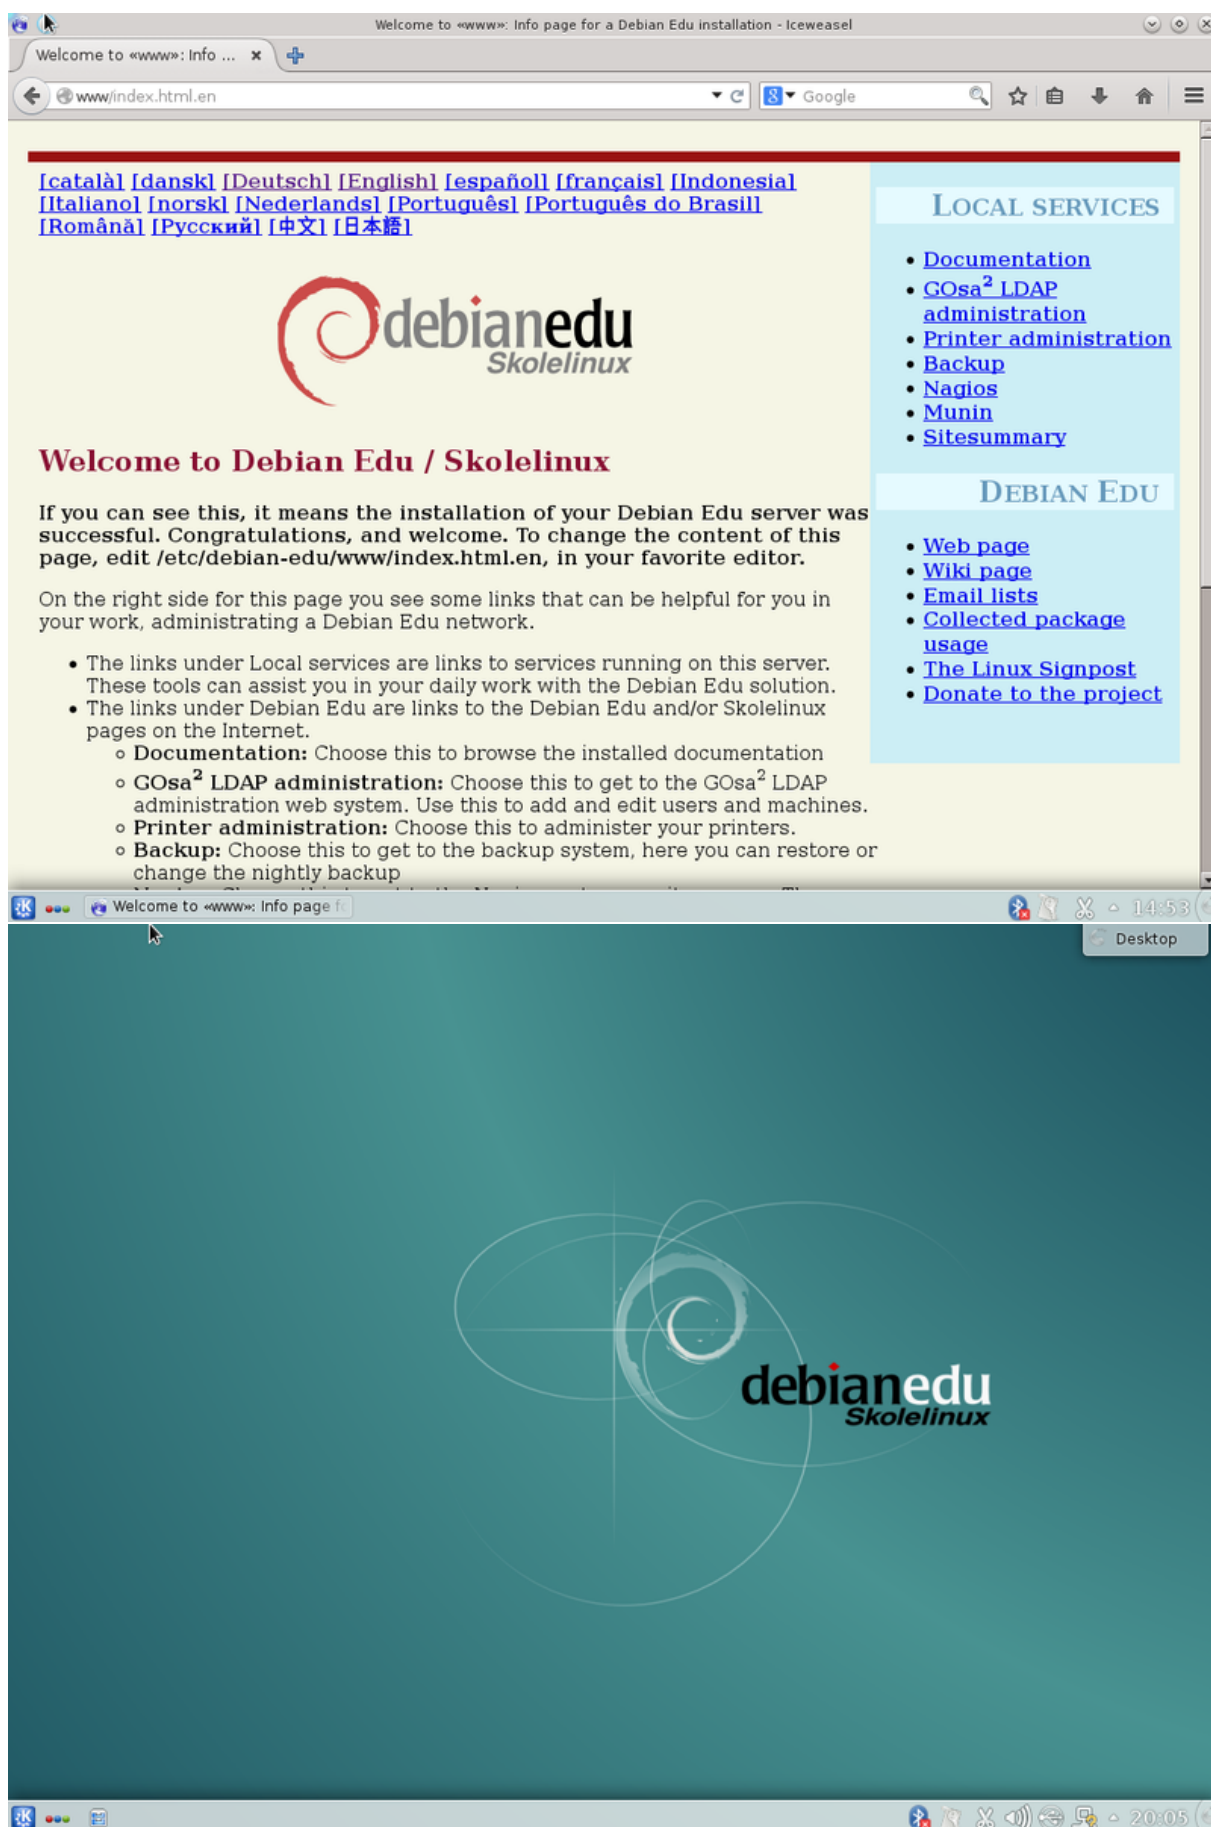 Welcome to «www»: Info page for a Debian Edu installation - Iceweasel
Welcome to «www»: Info ...
www/index.html.en
Google
[català] [dansk] [Deutsch] [English] [español] [français] [Indonesia]
[Italiano] [norsk] [Nederlands] [Português] [Português do Brasil]
[Română] [Русский] [中文] [日本語]
debianedu
Skolelinux
Welcome to Debian Edu / Skolelinux
If you can see this, it means the installation of your Debian Edu server was
successful. Congratulations, and welcome. To change the content of this
page, edit /etc/debian-edu/www/index.html.en, in your favorite editor.
On the right side for this page you see some links that can be helpful for you in
your work, administrating a Debian Edu network.
• The links under Local services are links to services running on this server.
These tools can assist you in your daily work with the Debian Edu solution.
• The links under Debian Edu are links to the Debian Edu and/or Skolelinux
pages on the Internet.
◦ Documentation: Choose this to browse the installed documentation
◦ GOsa² LDAP administration: Choose this to get to the GOsa² LDAP
administration web system. Use this to add and edit users and machines.
◦ Printer administration: Choose this to administer your printers.
◦ Backup: Choose this to get to the backup system, here you can restore or
change the nightly backup
LOCAL SERVICES
• Documentation
• GOsa² LDAP
administration
• Printer administration
• Backup
• Nagios
• Munin
• Sitesummary
DEBIAN EDU
• Web page
• Wiki page
• Email lists
• Collected package
usage
• The Linux Signpost
• Donate to the project
Welcome to «www»: Info page fo
14:53
Desktop
debianedu
Skolelinux
20:05